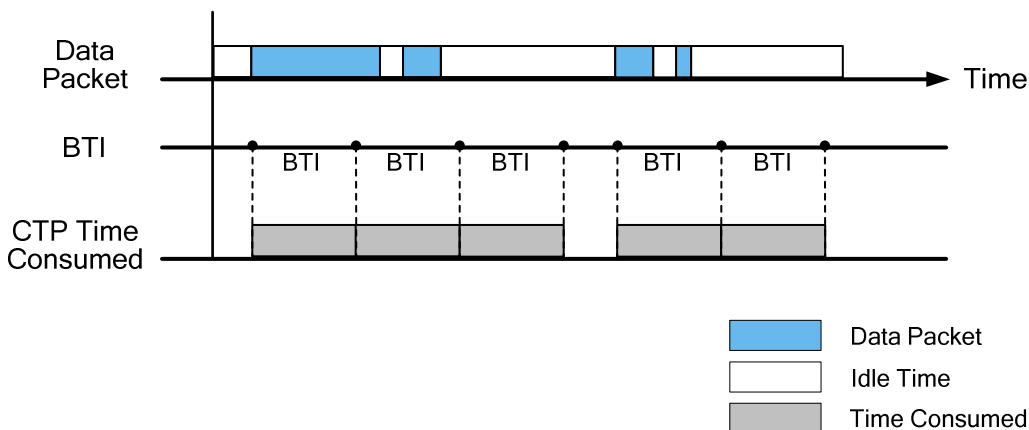 Data
Packet
Time
BTI
BTI
BTI
BTI
BTI
BTI
CTP Time
Consumed
Data Packet
Idle Time
Time Consumed